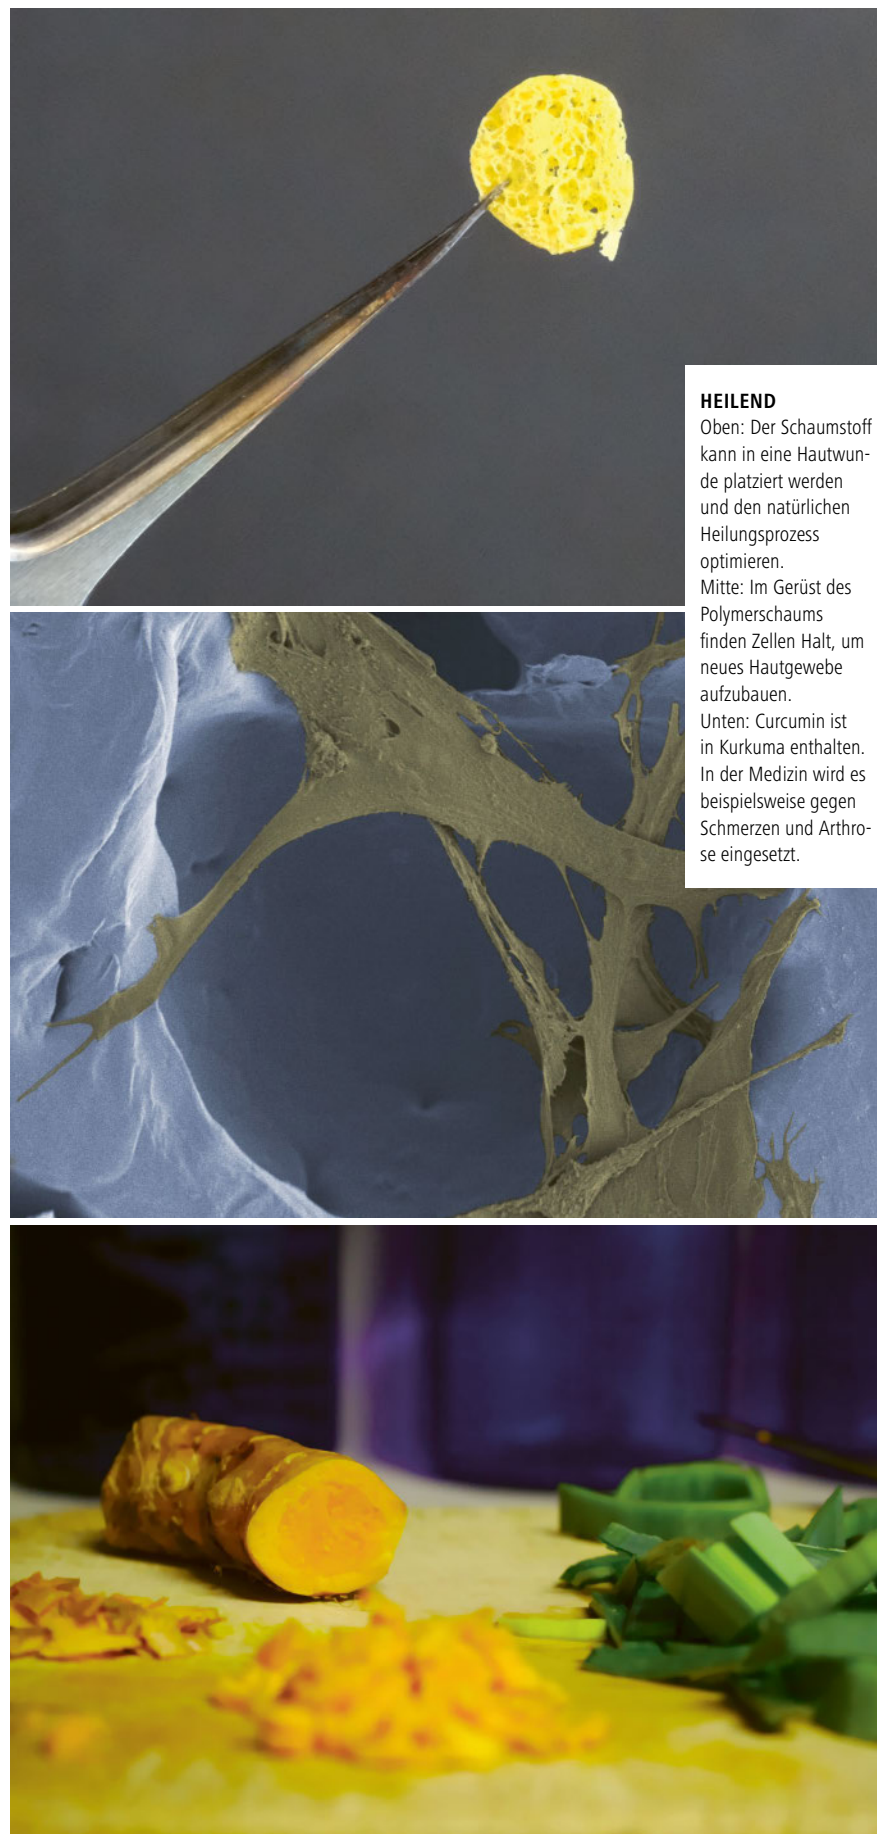 HEILEND
Oben: Der Schaumstoff
kann in eine Hautwun-
de platziert werden
und den natürlichen
Heilungsprozess
optimieren.
Mitte: Im Gerüst des
Polymerschaums
finden Zellen Halt, um
neues Hautgewebe
aufzubauen.
Unten: Curcumin ist
in Kurkuma enthalten.
In der Medizin wird es
beispielsweise gegen
Schmerzen und Arthro-
se eingesetzt.